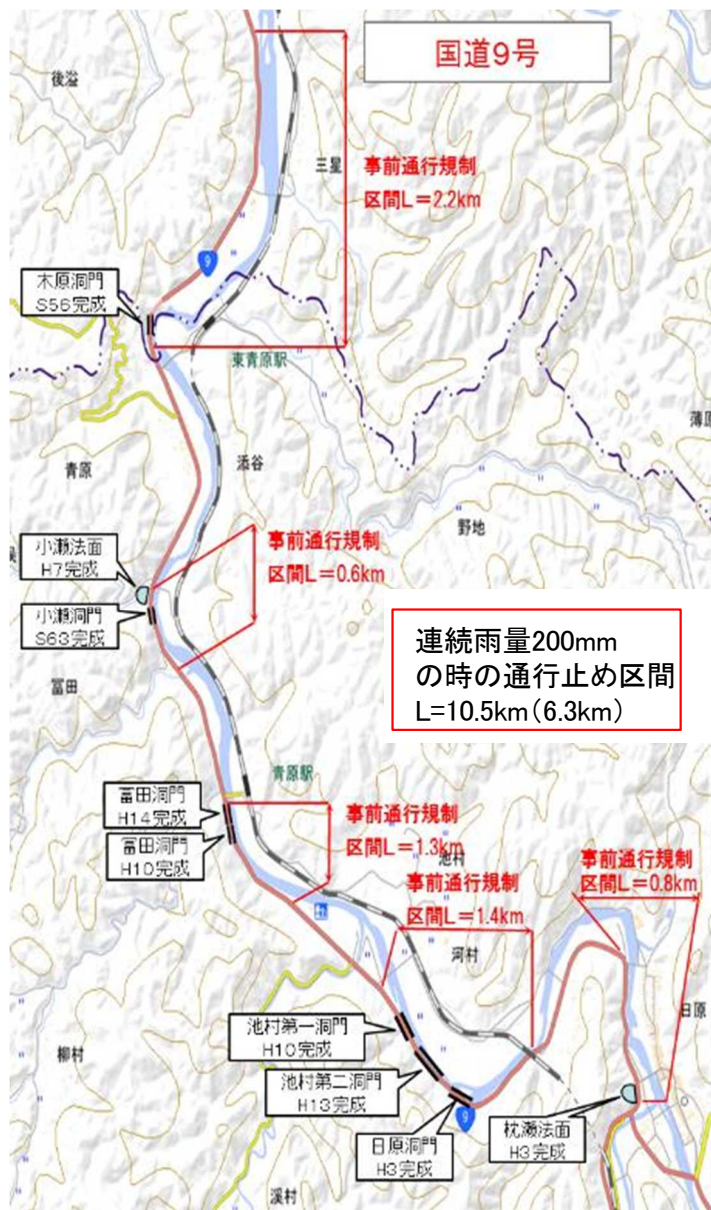 国道9号
後溢
三星
事前通行規制
区間L=2.2km
9
木原洞門
S56完成
東青原駅
薄原
青原
添谷
野地
事前通行規制
区間L=0.6km
小瀬法面
H7完成
小瀬洞門
S63完成
連続雨量200mm
の時の通行止め区間
L=10.5km(6.3km)
冨田
青原駅
冨田洞門
H14完成
冨田洞門
H10完成
事前通行規制
区間L=1.3km
池村
事前通行規制
区間L=1.4km
事前通行規制
区間L=0.8km
河村
日原
池村第一洞門
H10完成
柳村
池村第二洞門
H13完成
9
日原洞門
H3完成
枕瀬法面
H3完成
溪村